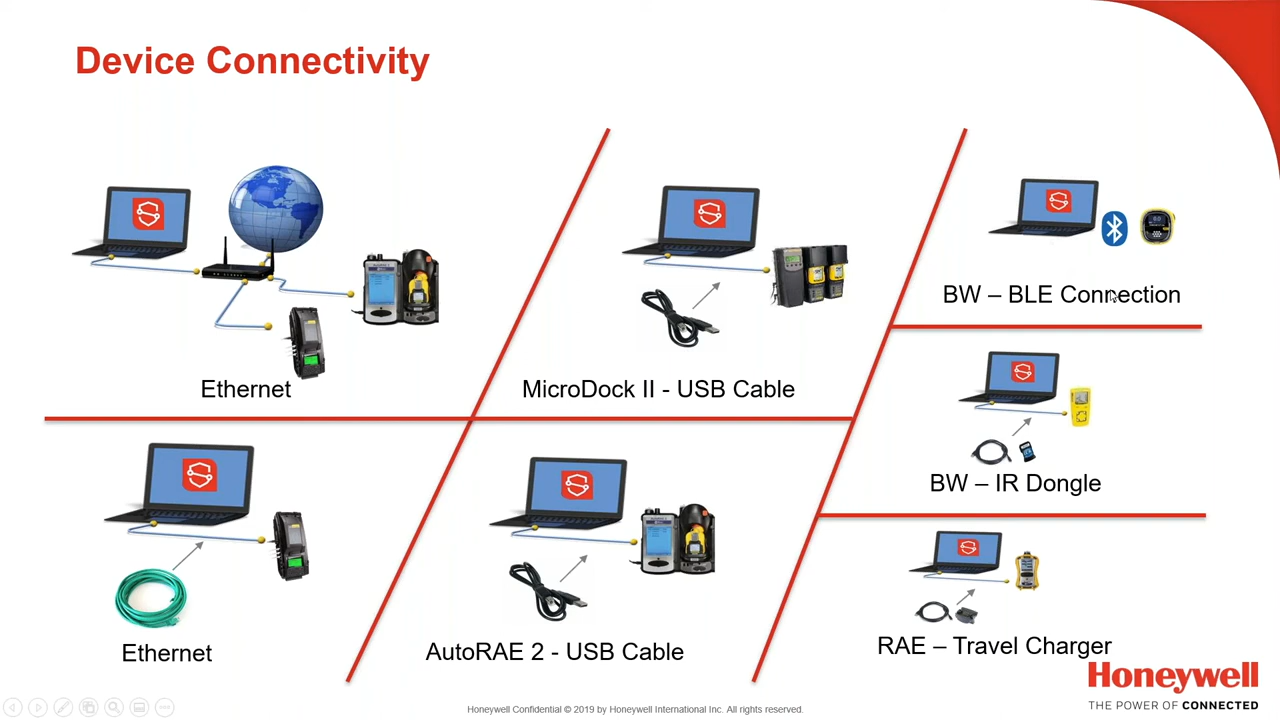 Device Connectivity
Ethernet
MicroDock II - USB Cable
BW – BLE Connection
BW – IR Dongle
Ethernet
AutoRAE 2 - USB Cable
RAE – Travel Charger
Honeywell
THE POWER OF CONNECTED
Honeywell Confidential © 2019 by Honeywell International Inc. All rights reserved.